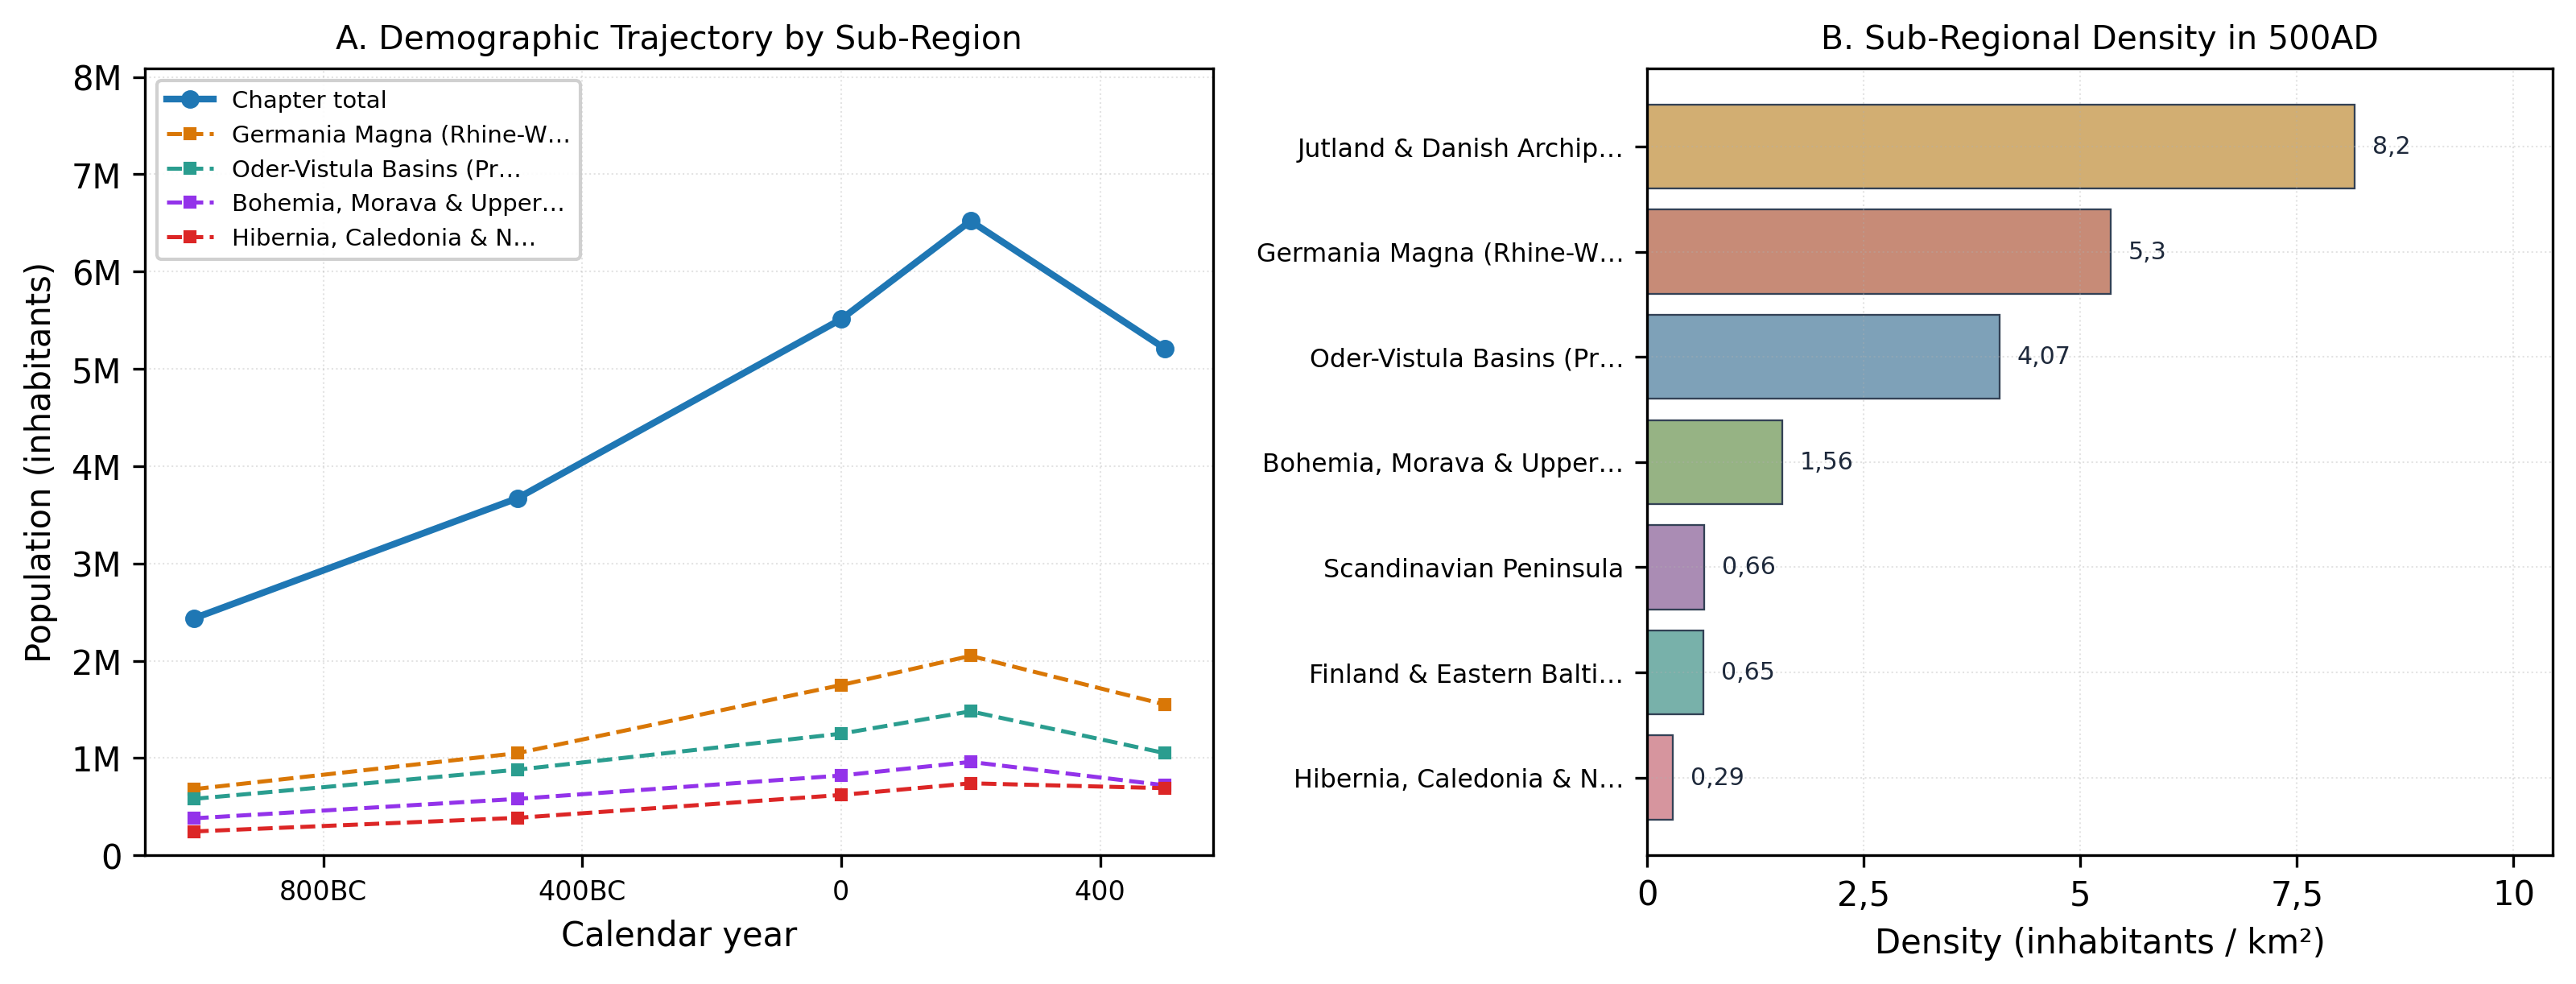 A. Demographic Trajectory by Sub-Region
8M
7M
6M
5M
4M
3M
2M
1M
0
Population (inhabitants)
Chapter total
Germania Magna (Rhine-W...
Oder-Vistula Basins (Pr...
Bohemia, Morava & Upper...
Hibernia, Caledonia & N...
800BC
400BC
0
400
Calendar year
B. Sub-Regional Density in 500AD
Jutland & Danish Archip...
8,2
Germania Magna (Rhine-W...
5,3
Oder-Vistula Basins (Pr...
4,07
Bohemia, Morava & Upper...
1,56
Scandinavian Peninsula
0,66
Finland & Eastern Balti...
0,65
Hibernia, Caledonia & N...
0,29
0
2,5
5
7,5
10
Density (inhabitants / km²)